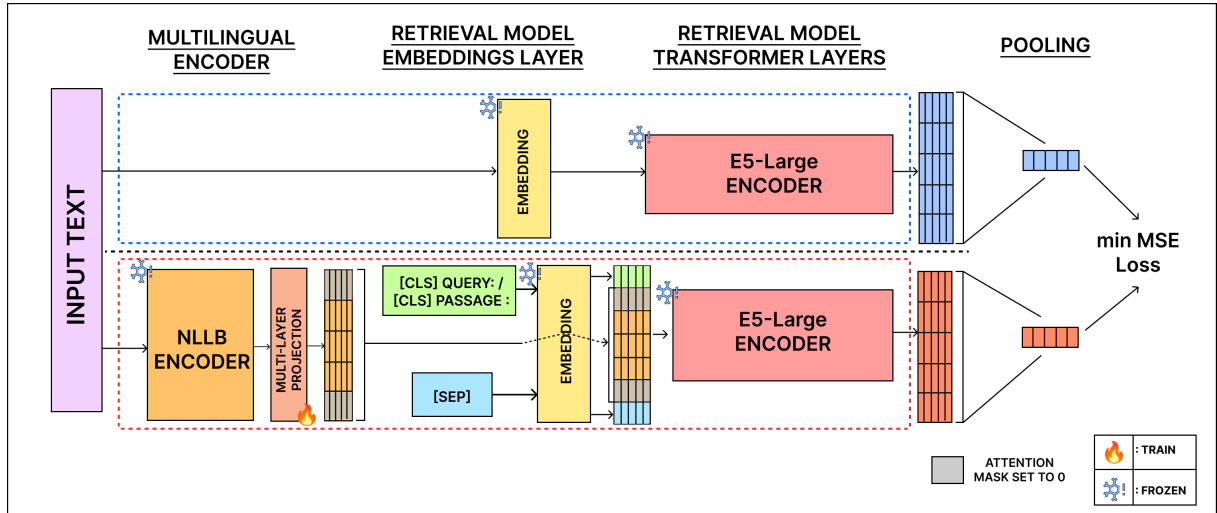 MULTILINGUAL
ENCODER
RETRIEVAL MODEL
EMBEDDINGS LAYER
RETRIEVAL MODEL
TRANSFORMER LAYERS
POOLING
INPUT TEXT
EMBEDDING
E5-Large
ENCODER
min MSE
Loss
NLLB
ENCODER
MULTI-LAYER
PROJECTION
[CLS] QUERY: /
[CLS] PASSAGE :
[SEP]
EMBEDDING
E5-Large
ENCODER
ATTENTION
MASK SET TO 0
: TRAIN
: FROZEN